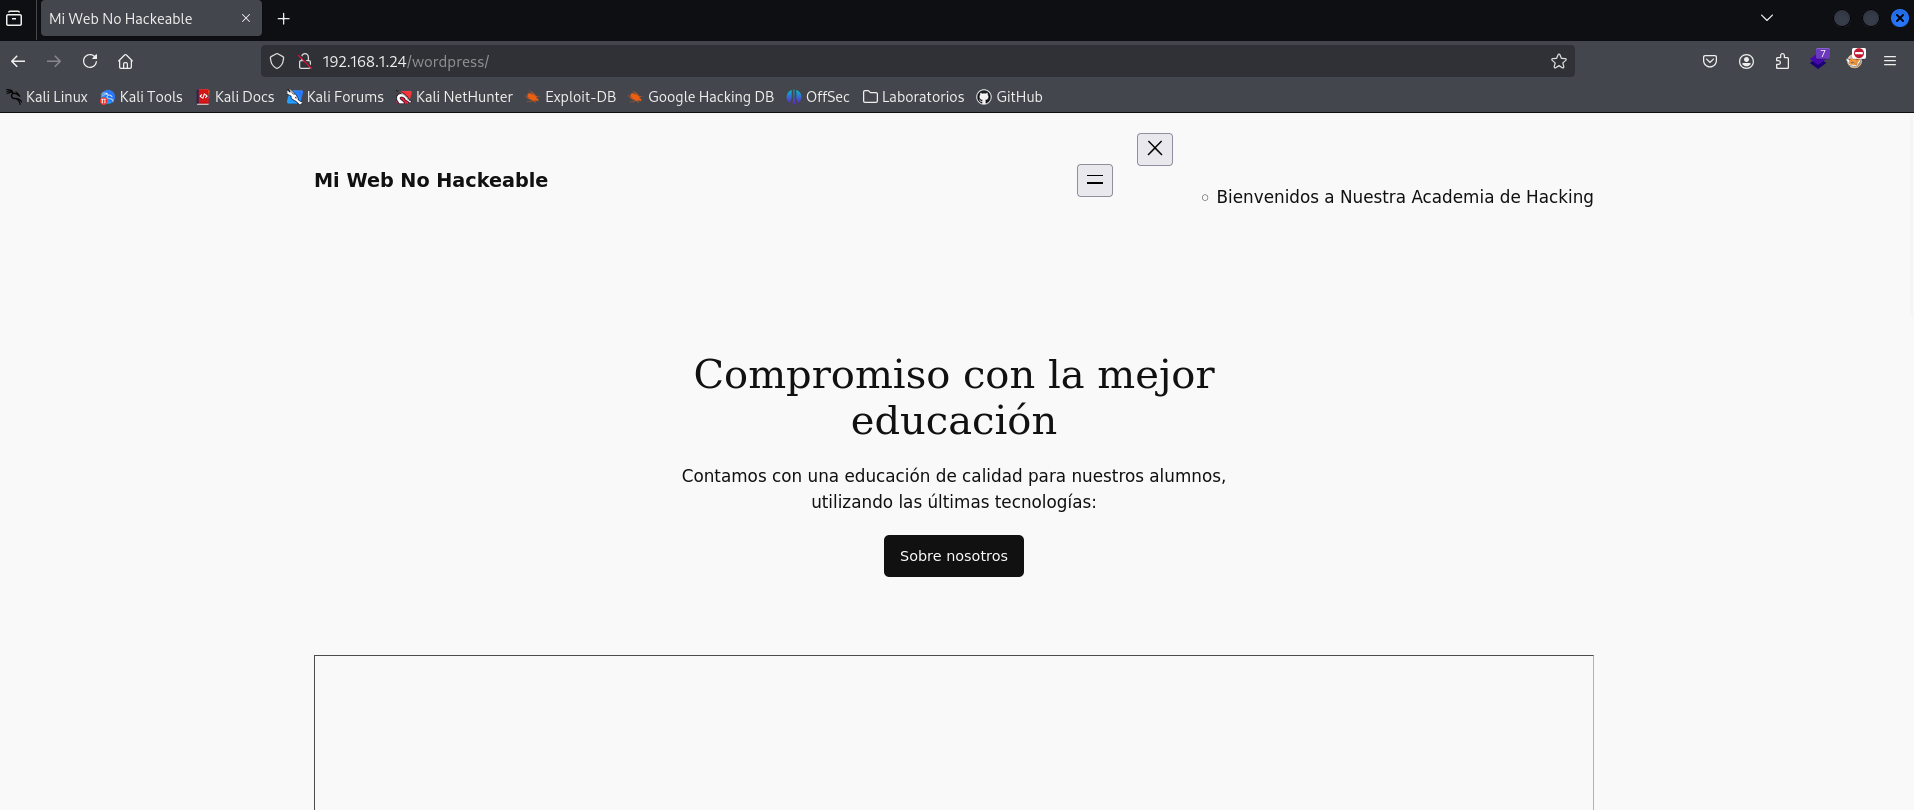 Mi Web No Hackeable
192.168.1.24/wordpress/
7
Kali Linux Kali Tools Kali Docs Kali Forums Kali NetHunter Exploit-DB Google Hacking DB OffSec Laboratorios GitHub
Mi Web No Hackeable
Bienvenidos a Nuestra Academia de Hacking
Compromiso con la mejor
educación
Contamos con una educación de calidad para nuestros alumnos,
utilizando las últimas tecnologías:
Sobre nosotros